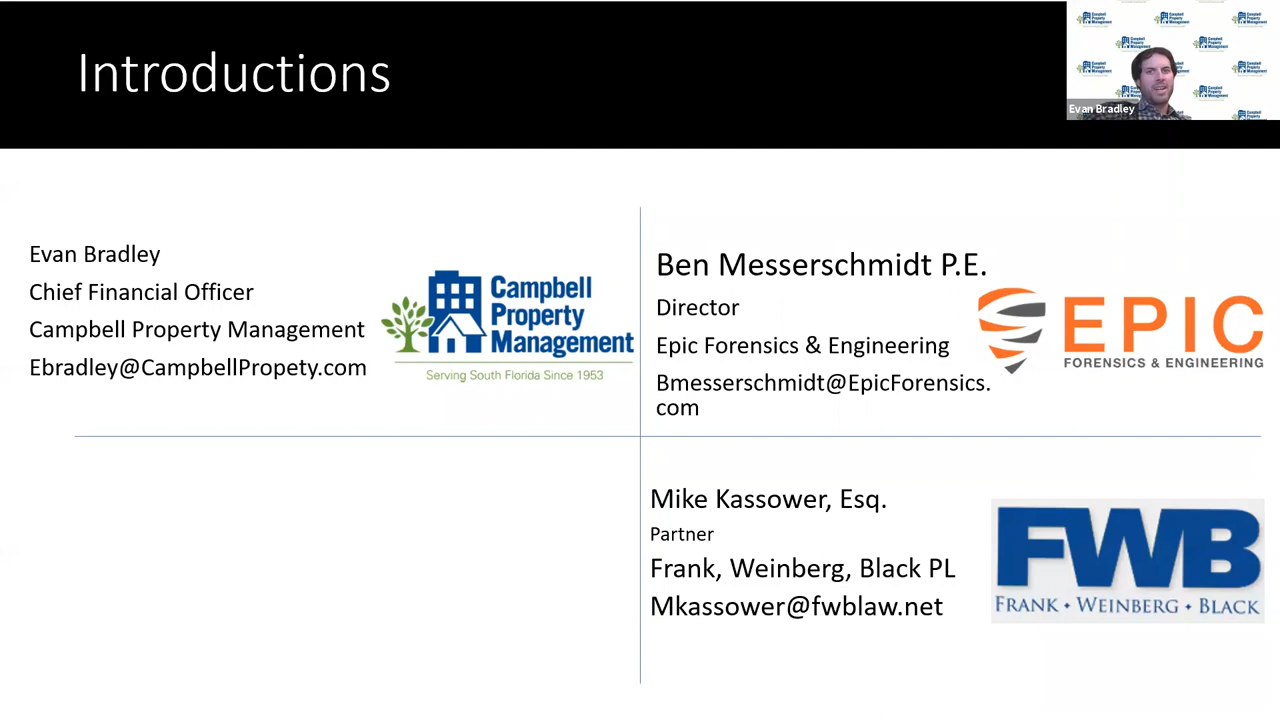 Introductions
Evan Bradley
Evan Bradley
Chief Financial Officer
Campbell Property Management
Ebradley@CampbellPropety.com
Campbell
Property
Management
Serving South Florida Since 1953
Ben Messerschmidt P.E.
Director
Epic Forensics & Engineering
Bmesserschmidt@EpicForensics.
com
EPIC
FORENSICS & ENGINEERING
Mike Kassower, Esq.
Partner
Frank, Weinberg, Black PL
Mkassower@fwblaw.net
FWB
FRANK • WEINBERG • BLACK